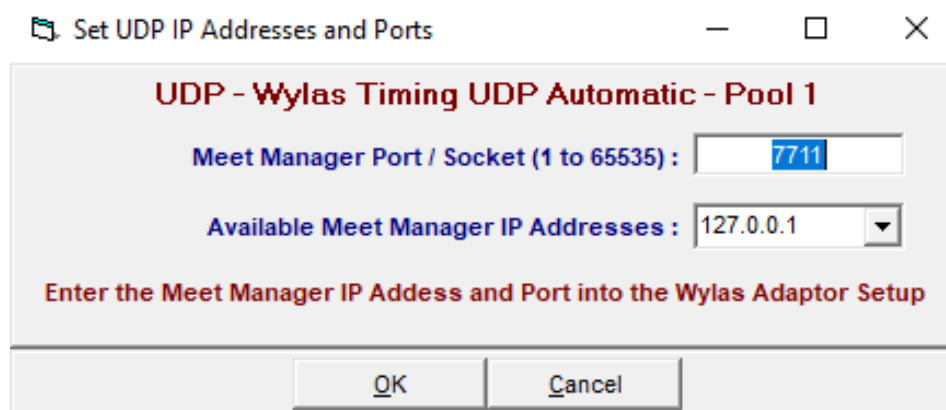 Set UDP IP Addresses and Ports
UDP - Wylas Timing UDP Automatic - Pool 1
Meet Manager Port / Socket (1 to 65535) : 7711
Available Meet Manager IP Addresses : 127.0.0.1
Enter the Meet Manager IP Addess and Port into the Wylas Adaptor Setup
OK Cancel